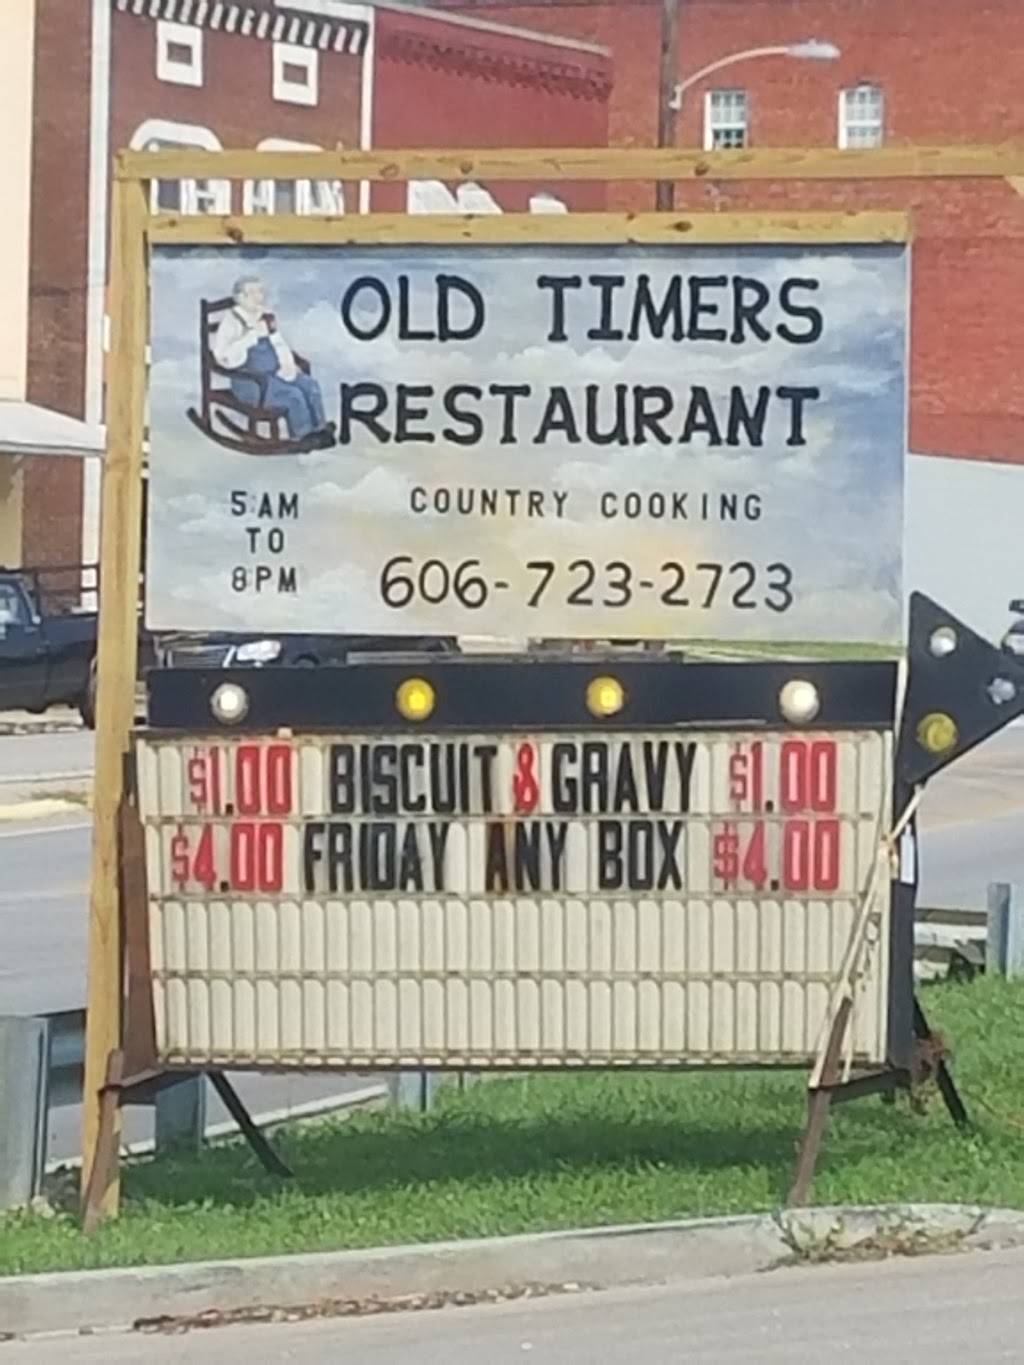 OLD TIMERS
RESTAURANT
5 AM
TO
8 PM
COUNTRY COOKING
606-723-2723
$1.00 BISCUIT & GRAVY $1.00
$4.00 FRIDAY ANY BOX $4.00